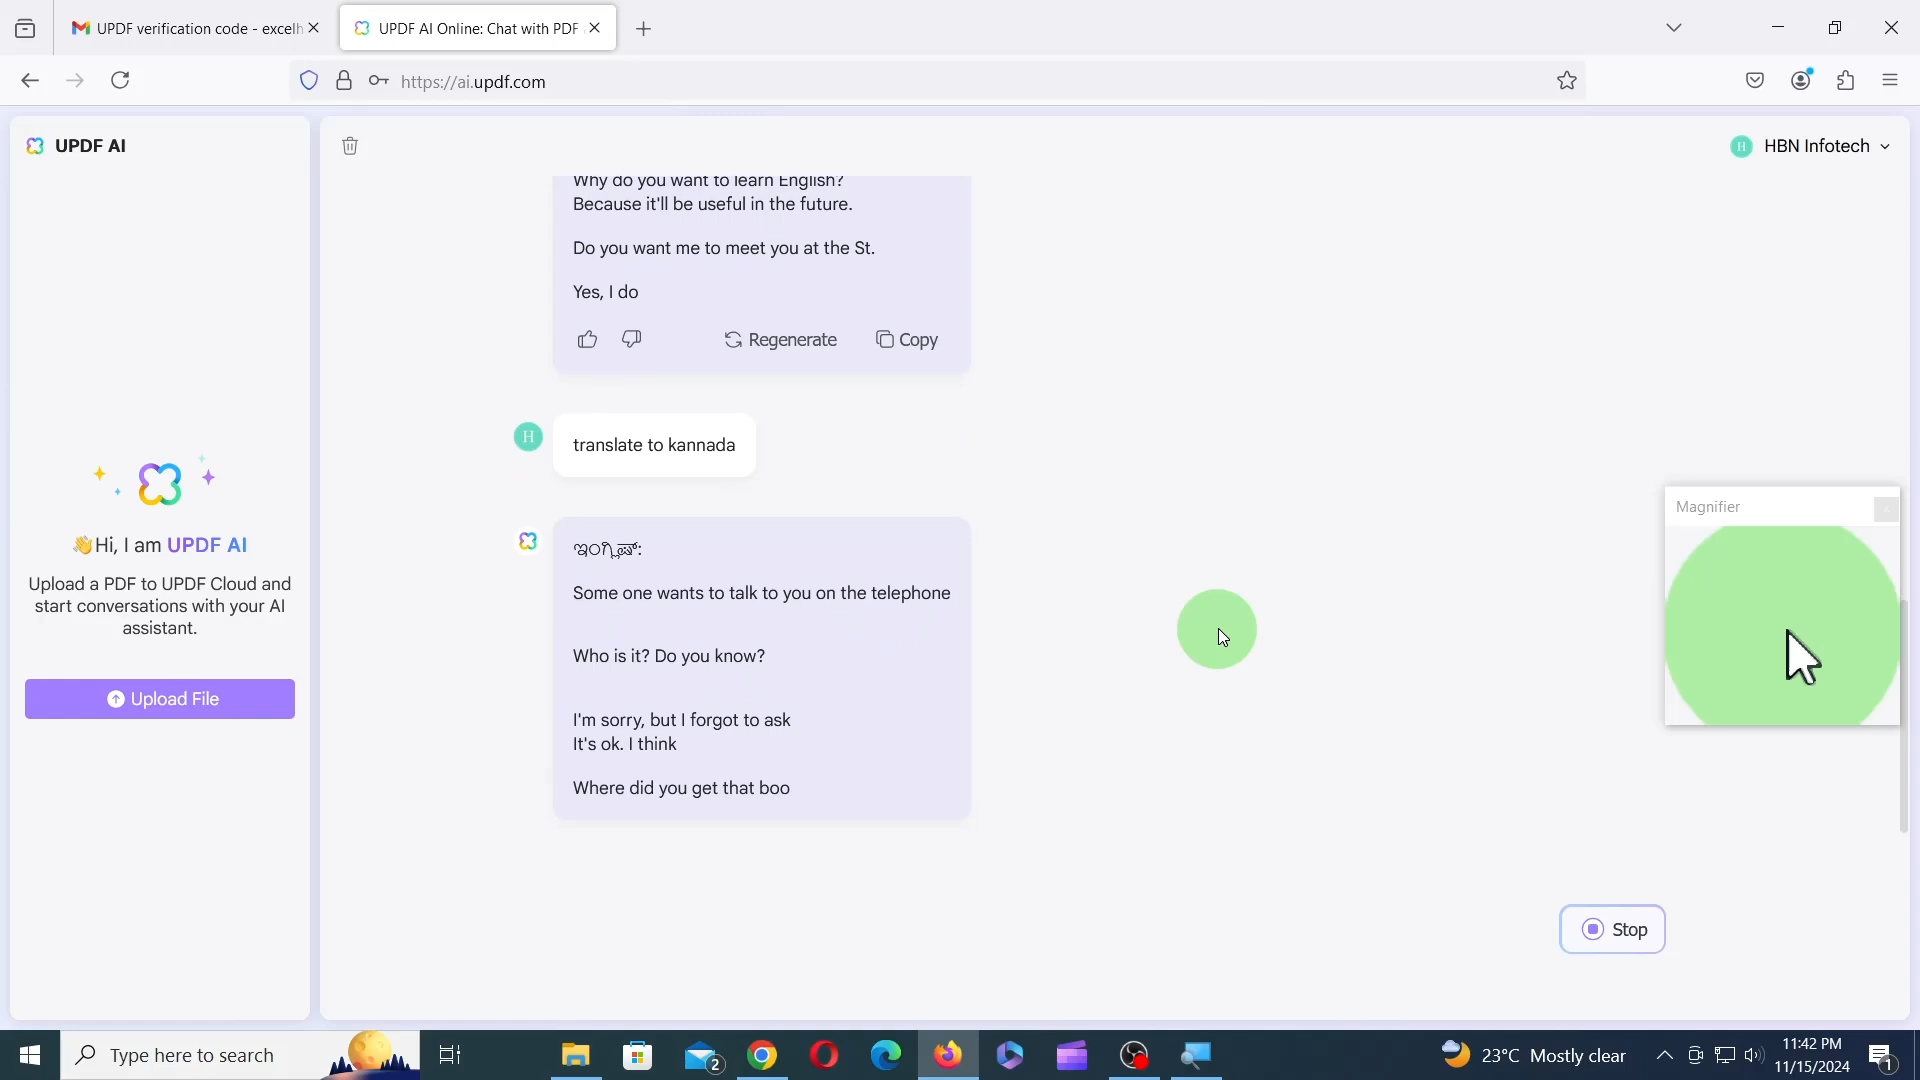 UPDF verification code - excelh
UPDF AI Online: Chat with PDF
https://ai.updf.com
UPDF AI
HBN Infotech
H
Why do you want to learn English?
Because it'll be useful in the future.
Do you want me to meet you at the St.
Yes, I do
Regenerate
Copy
H
translate to kannada
ಇಂಗ್ಲಿಷ್:
Some one wants to talk to you on the telephone
Who is it? Do you know?
I'm sorry, but I forgot to ask
It's ok. I think
Where did you get that boo
👋Hi, I am UPDF AI
Upload a PDF to UPDF Cloud and
start conversations with your AI
assistant.
Upload File
Magnifier
Stop
Type here to search
2
23°C Mostly clear
11:42 PM
11/15/2024
1